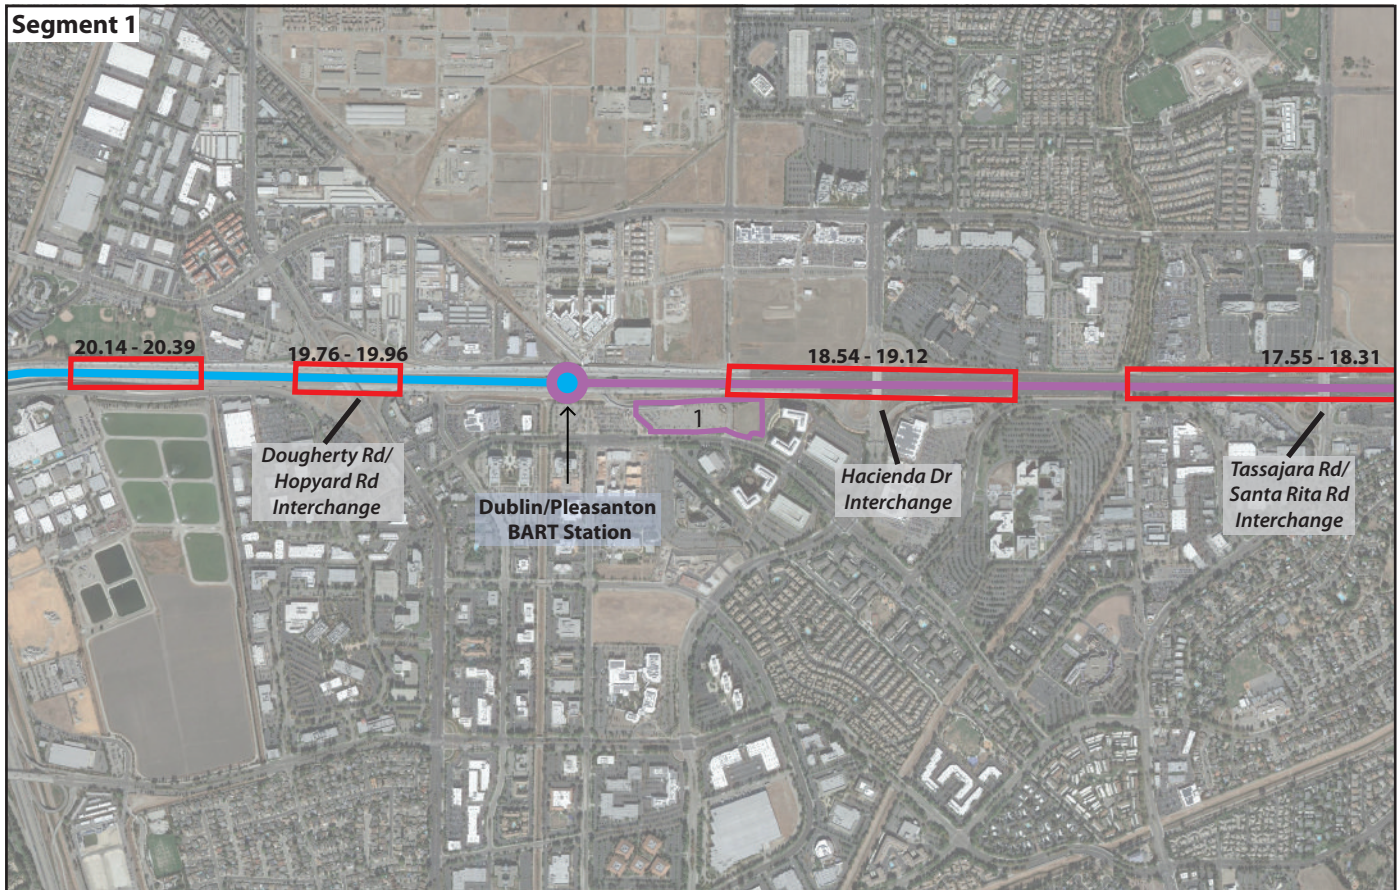 Segment 1
20.14 - 20.39
19.76 - 19.96
18.54 - 19.12
17.55 - 18.31
1
Dougherty Rd/
Hopyard Rd
Interchange
Dublin/Pleasanton
BART Station
Hacienda Dr
Interchange
Tassajara Rd/
Santa Rita Rd
Interchange